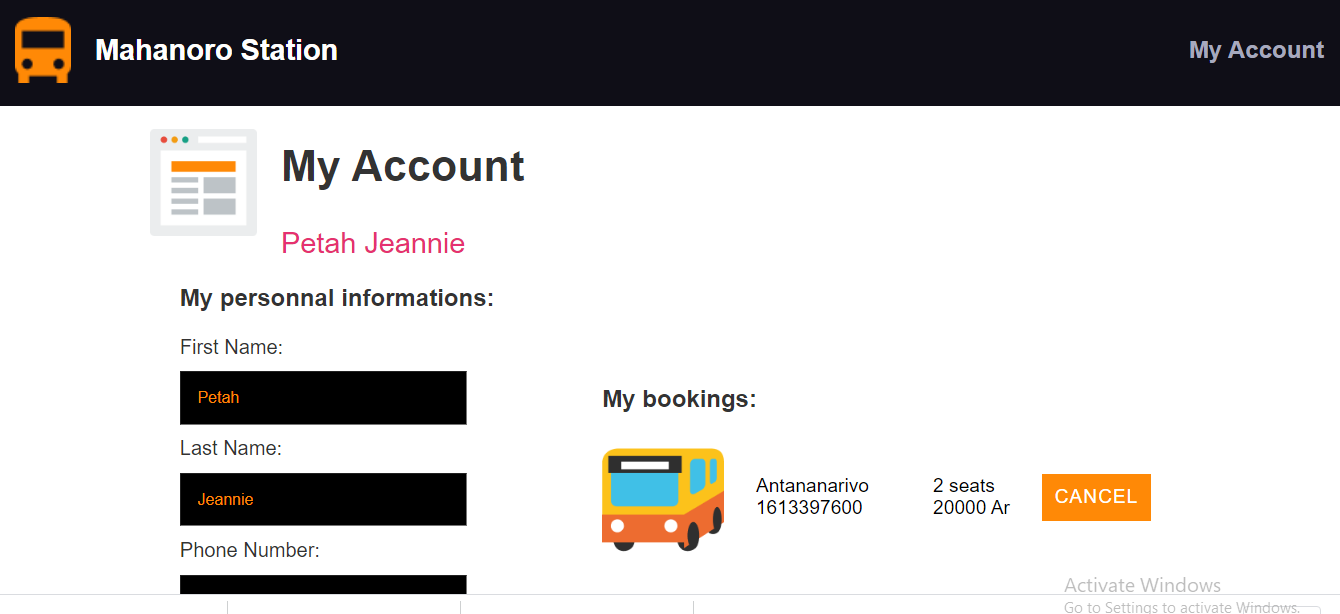 Mahanoro Station
My Account
My Account
Petah Jeannie
My personnal informations:
First Name:
Petah
Last Name:
Jeannie
Phone Number:
My bookings:
Antananarivo
1613397600
2 seats
20000 Ar
CANCEL
Activate Windows
Go to Settings to activate Windows.